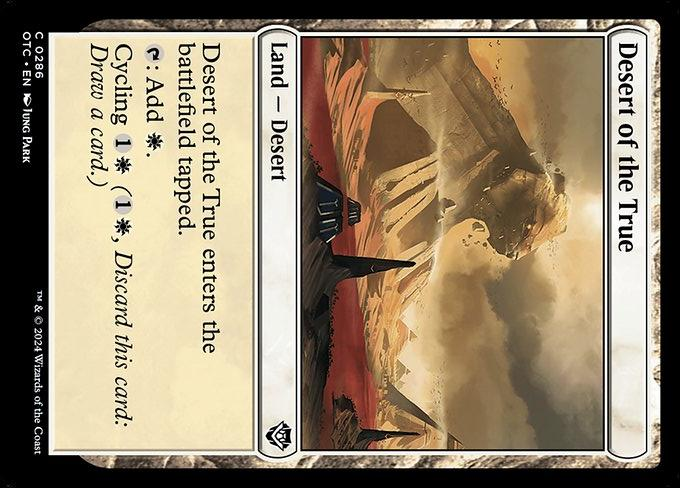 Desert of the True
Land — Desert
Desert of the True enters the
battlefield tapped.
: Add .
Cycling 1 (1, Discard this card:
Draw a card.)
C 0286
OTC • EN JUNG PARK
™ & © 2024 Wizards of the Coast